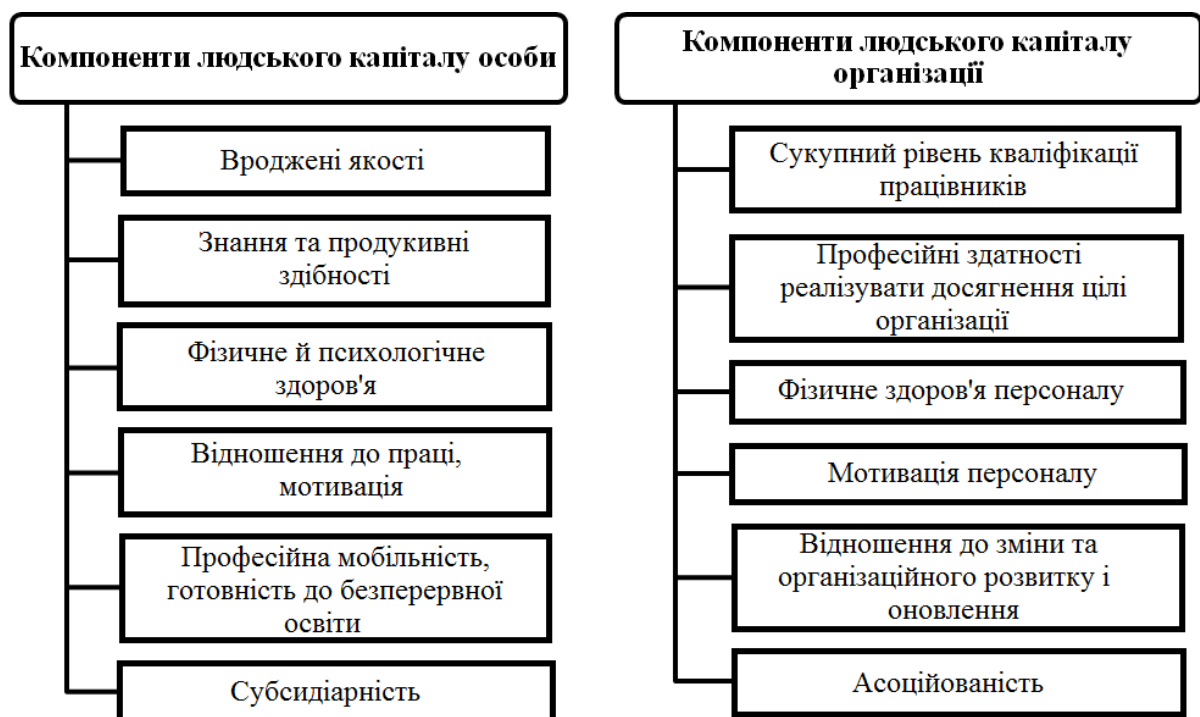 Компоненти людського капіталу особи
Вроджені якості
Знання та продукивні
здібності
Фізичне й психологічне
здоров'я
Відношення до праці,
мотивація
Професійна мобільність,
готовність до безперервної
освіти
Субсидіарність
Компоненти людського капіталу
організації
Сукупний рівень кваліфікації
працівників
Професійні здатності
реалізувати досягнення цілі
організації
Фізичне здоров'я персоналу
Мотивація персоналу
Відношення до зміни та
організаційного розвитку і
оновлення
Асоційованість